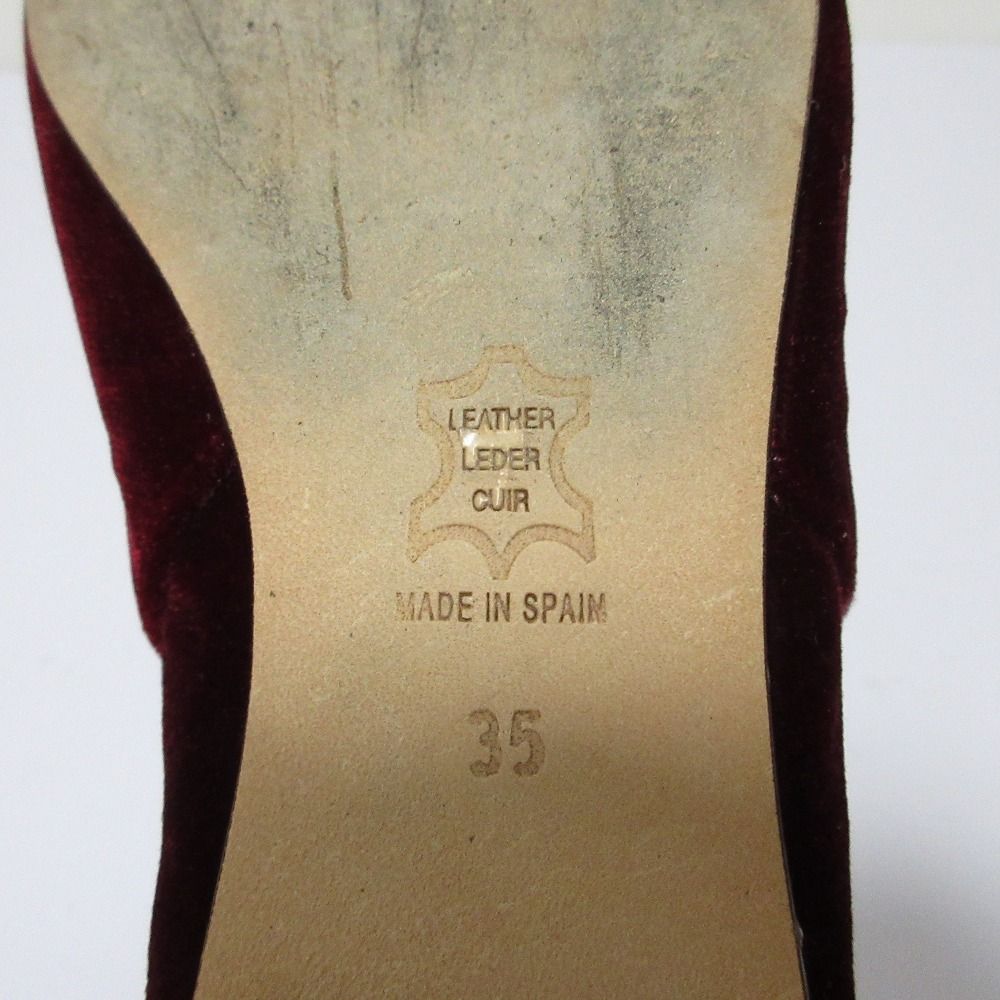 LEATHER
LEDER
CUIR
MADE IN SPAIN
35